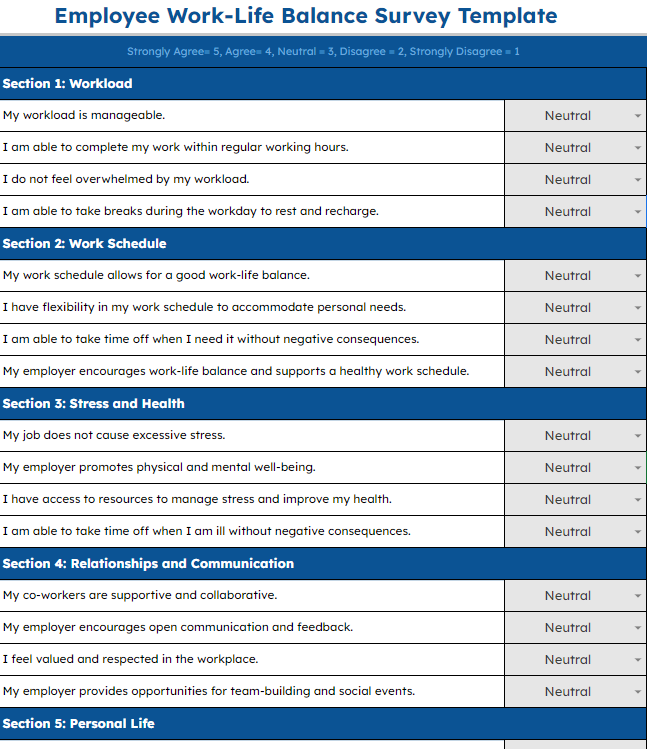 Employee Work-Life Balance Survey Template
Strongly Agree= 5, Agree= 4, Neutral = 3, Disagree = 2, Strongly Disagree = 1
Section 1: Workload
My workload is manageable. Neutral
I am able to complete my work within regular working hours. Neutral
I do not feel overwhelmed by my workload. Neutral
I am able to take breaks during the workday to rest and recharge. Neutral
Section 2: Work Schedule
My work schedule allows for a good work-life balance. Neutral
I have flexibility in my work schedule to accommodate personal needs. Neutral
I am able to take time off when I need it without negative consequences. Neutral
My employer encourages work-life balance and supports a healthy work schedule. Neutral
Section 3: Stress and Health
My job does not cause excessive stress. Neutral
My employer promotes physical and mental well-being. Neutral
I have access to resources to manage stress and improve my health. Neutral
I am able to take time off when I am ill without negative consequences. Neutral
Section 4: Relationships and Communication
My co-workers are supportive and collaborative. Neutral
My employer encourages open communication and feedback. Neutral
I feel valued and respected in the workplace. Neutral
My employer provides opportunities for team-building and social events. Neutral
Section 5: Personal Life